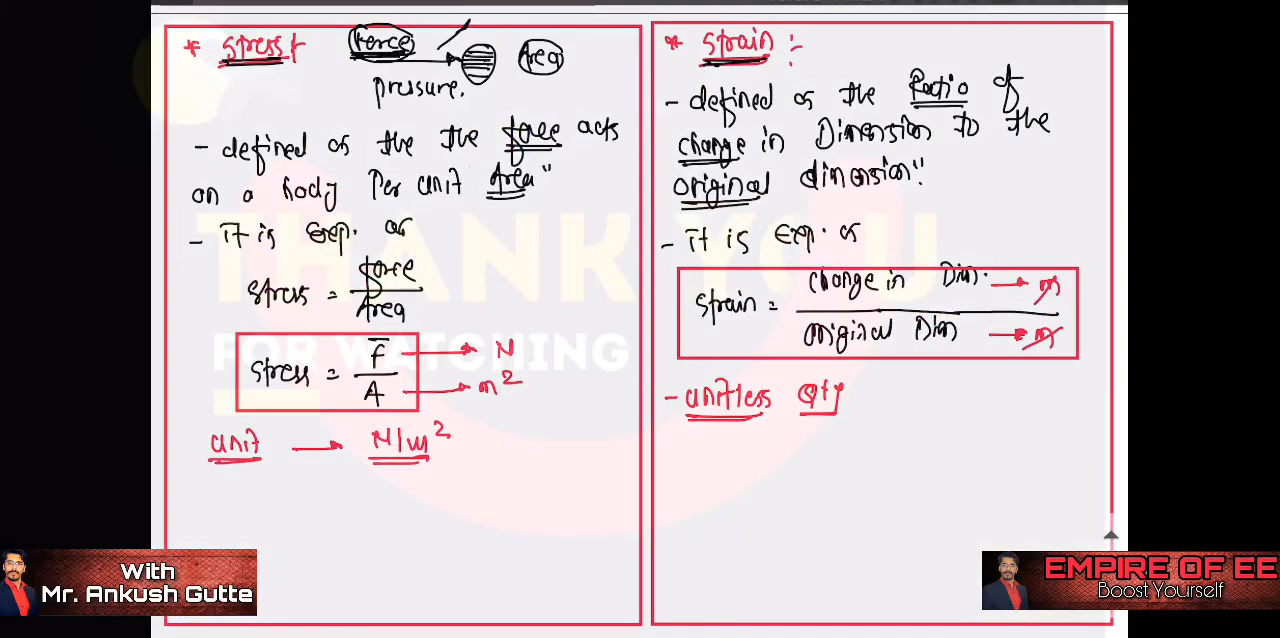 * Stress :-
Force
Area
pressure.
- defined as the the force acts
on a body Per unit Area"
- It is Exp. as
Stress = Force / Area
Stress = F / A
→ N
→ m²
unit → N/m²
* Strain :-
- defined as the Ratio of
change in Dimension to the
original dimension".
- It is Exp. as
Strain = change in Dim. / original Dim
→ m
→ m
- unitless Qty
THANK YOU
FOR WATCHING
With
Mr. Ankush Gutte
EMPIRE OF EE
Boost Yourself